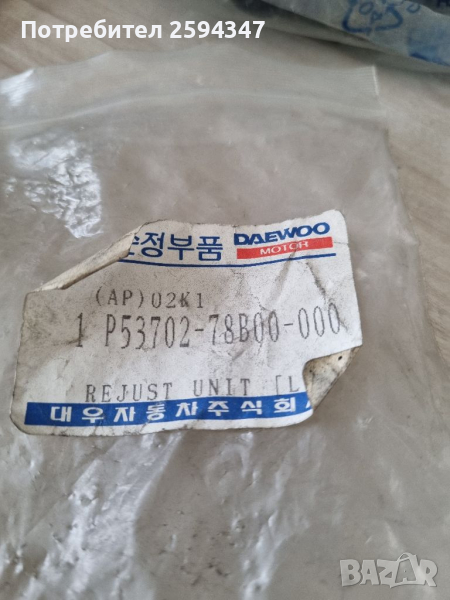 Потребител 2594347
순정부품 DAEWOO
MOTOR
(AP)02K1
1 P53702-78B00-000
REJUST UNIT [L
대우자동차주식회
BAZAR